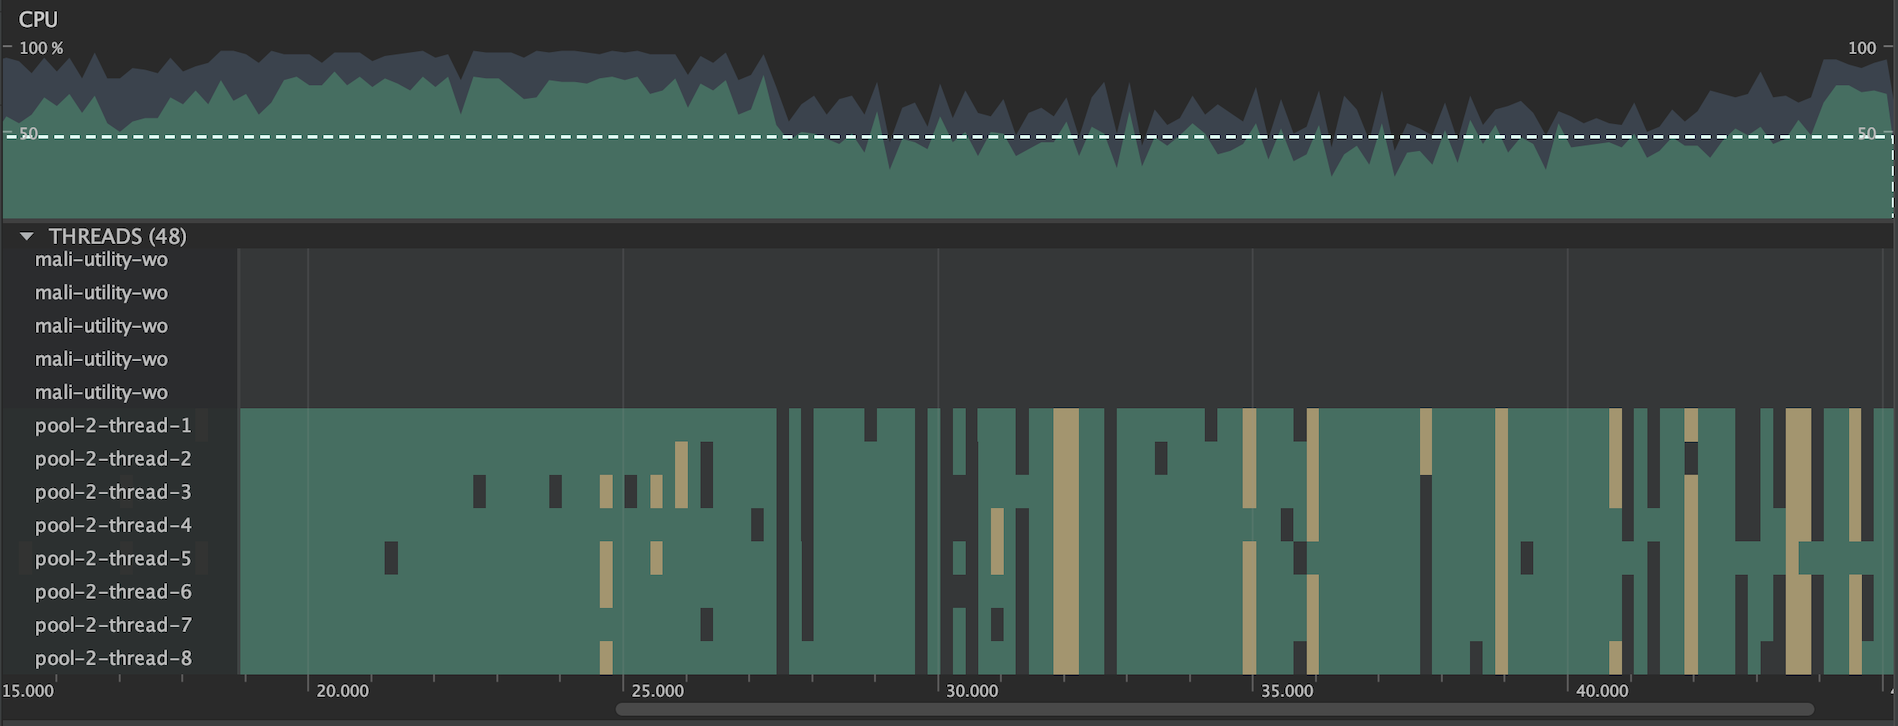 CPU
100 % 100
50 50
THREADS (48)
mali-utility-wo
mali-utility-wo
mali-utility-wo
mali-utility-wo
mali-utility-wo
pool-2-thread-1
pool-2-thread-2
pool-2-thread-3
pool-2-thread-4
pool-2-thread-5
pool-2-thread-6
pool-2-thread-7
pool-2-thread-8
15.000 20.000 25.000 30.000 35.000 40.000